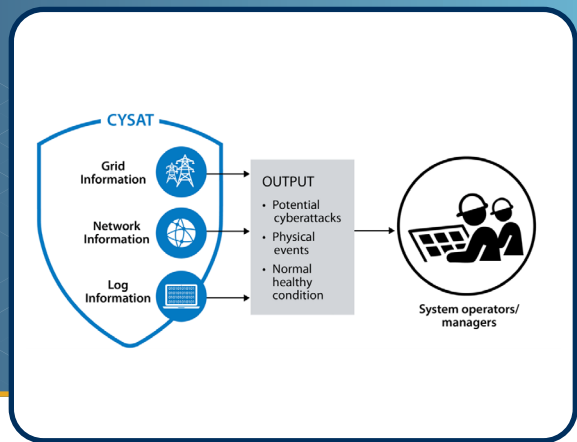 CYSAT
Grid
Information
Network
Information
Log
Information
OUTPUT
• Potential
cyberattacks
• Physical
events
• Normal
healthy
condition
System operators/
managers